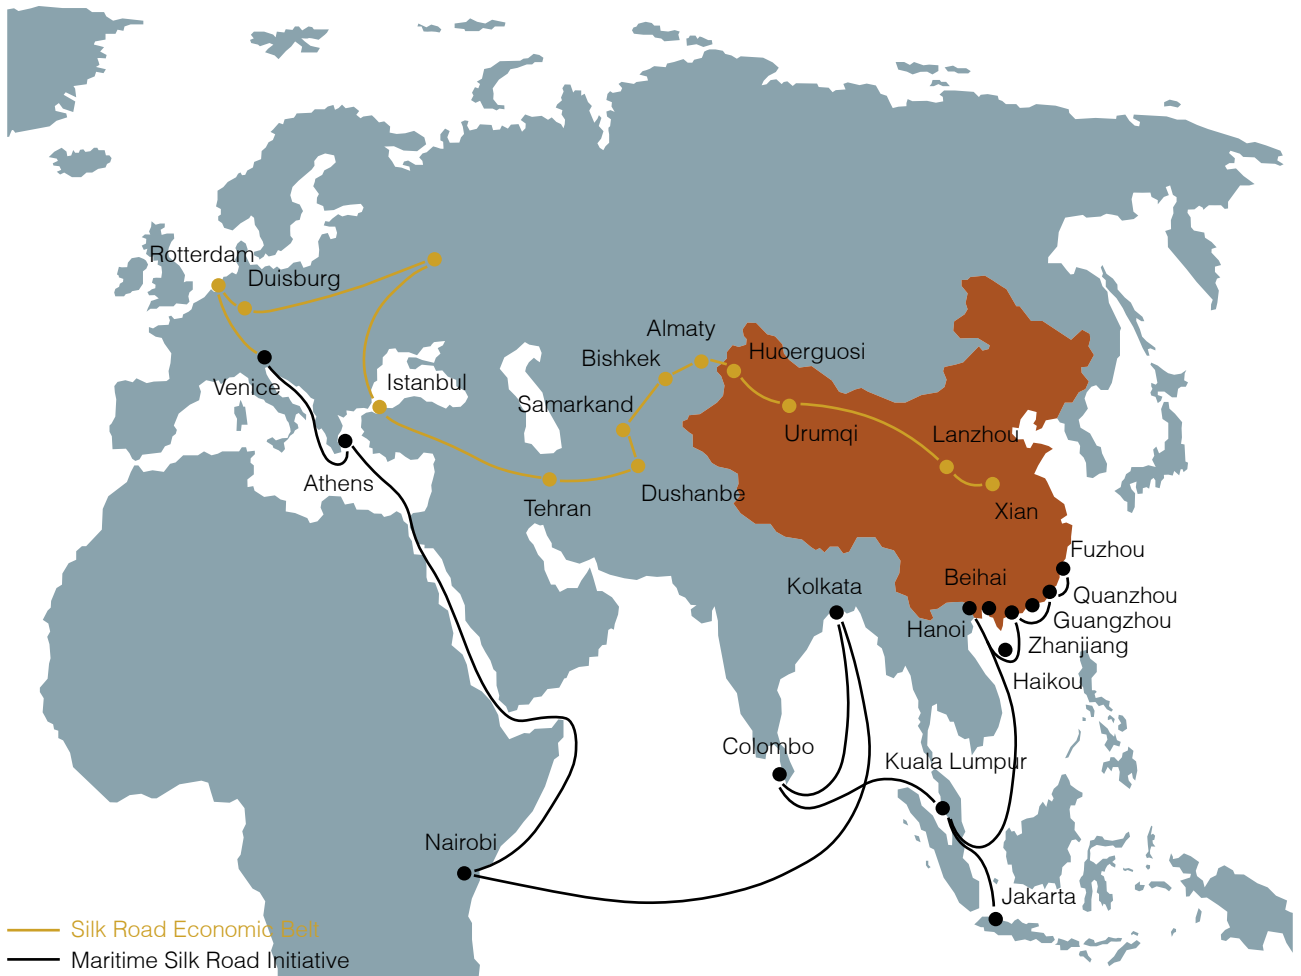 Rotterdam
Duisburg
Almaty
Huoerguosi
Bishkek
Venice
Istanbul
Samarkand
Urumqi
Lanzhou
Athens
Tehran
Dushanbe
Xian
Fuzhou
Kolkata
Beihai
Quanzhou
Guangzhou
Hanoi
Zhanjiang
Haikou
Colombo
Kuala Lumpur
Nairobi
Jakarta
Silk Road Economic Belt
Maritime Silk Road Initiative